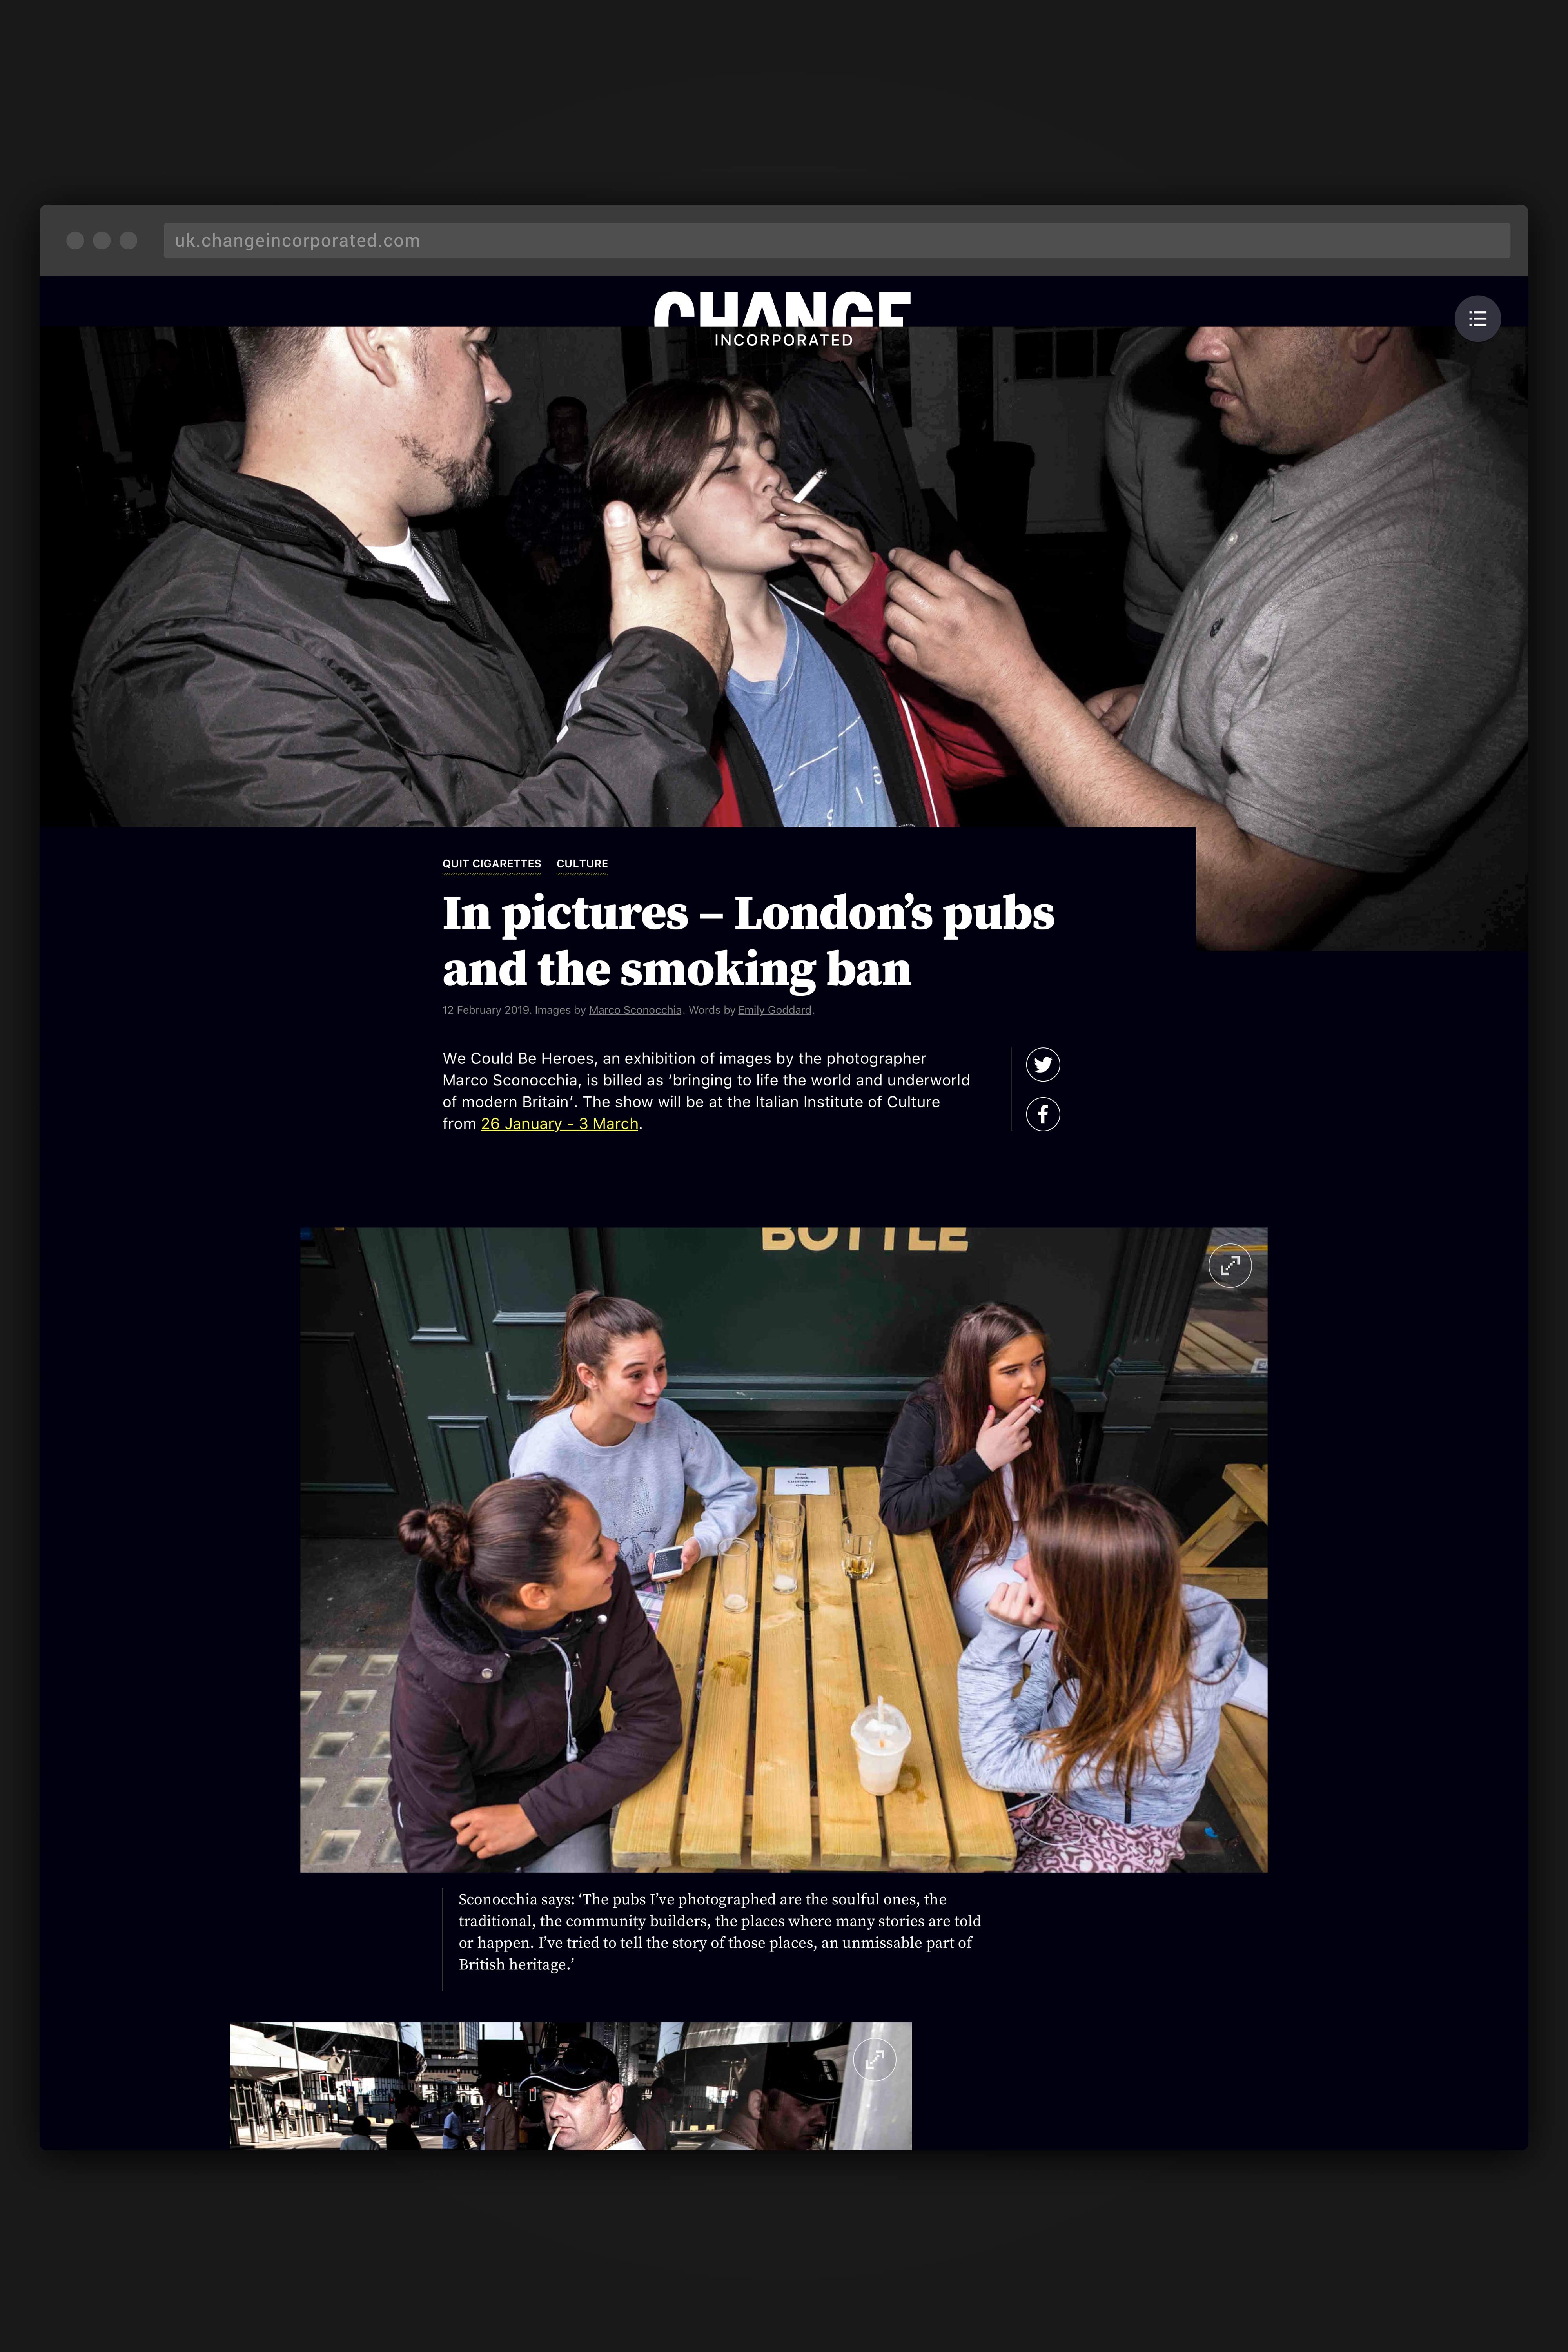 uk.changeincorporated.com
CHANGE
INCORPORATED
QUIT CIGARETTES CULTURE
In pictures – London’s pubs
and the smoking ban
12 February 2019. Images by Marco Sconocchia. Words by Emily Goddard.
We Could Be Heroes, an exhibition of images by the photographer
Marco Sconocchia, is billed as ‘bringing to life the world and underworld
of modern Britain’. The show will be at the Italian Institute of Culture
from 26 January - 3 March.
BOTTLE
Sconocchia says: ‘The pubs I’ve photographed are the soulful ones, the
traditional, the community builders, the places where many stories are told
or happen. I’ve tried to tell the story of those places, an unmissable part of
British heritage.’